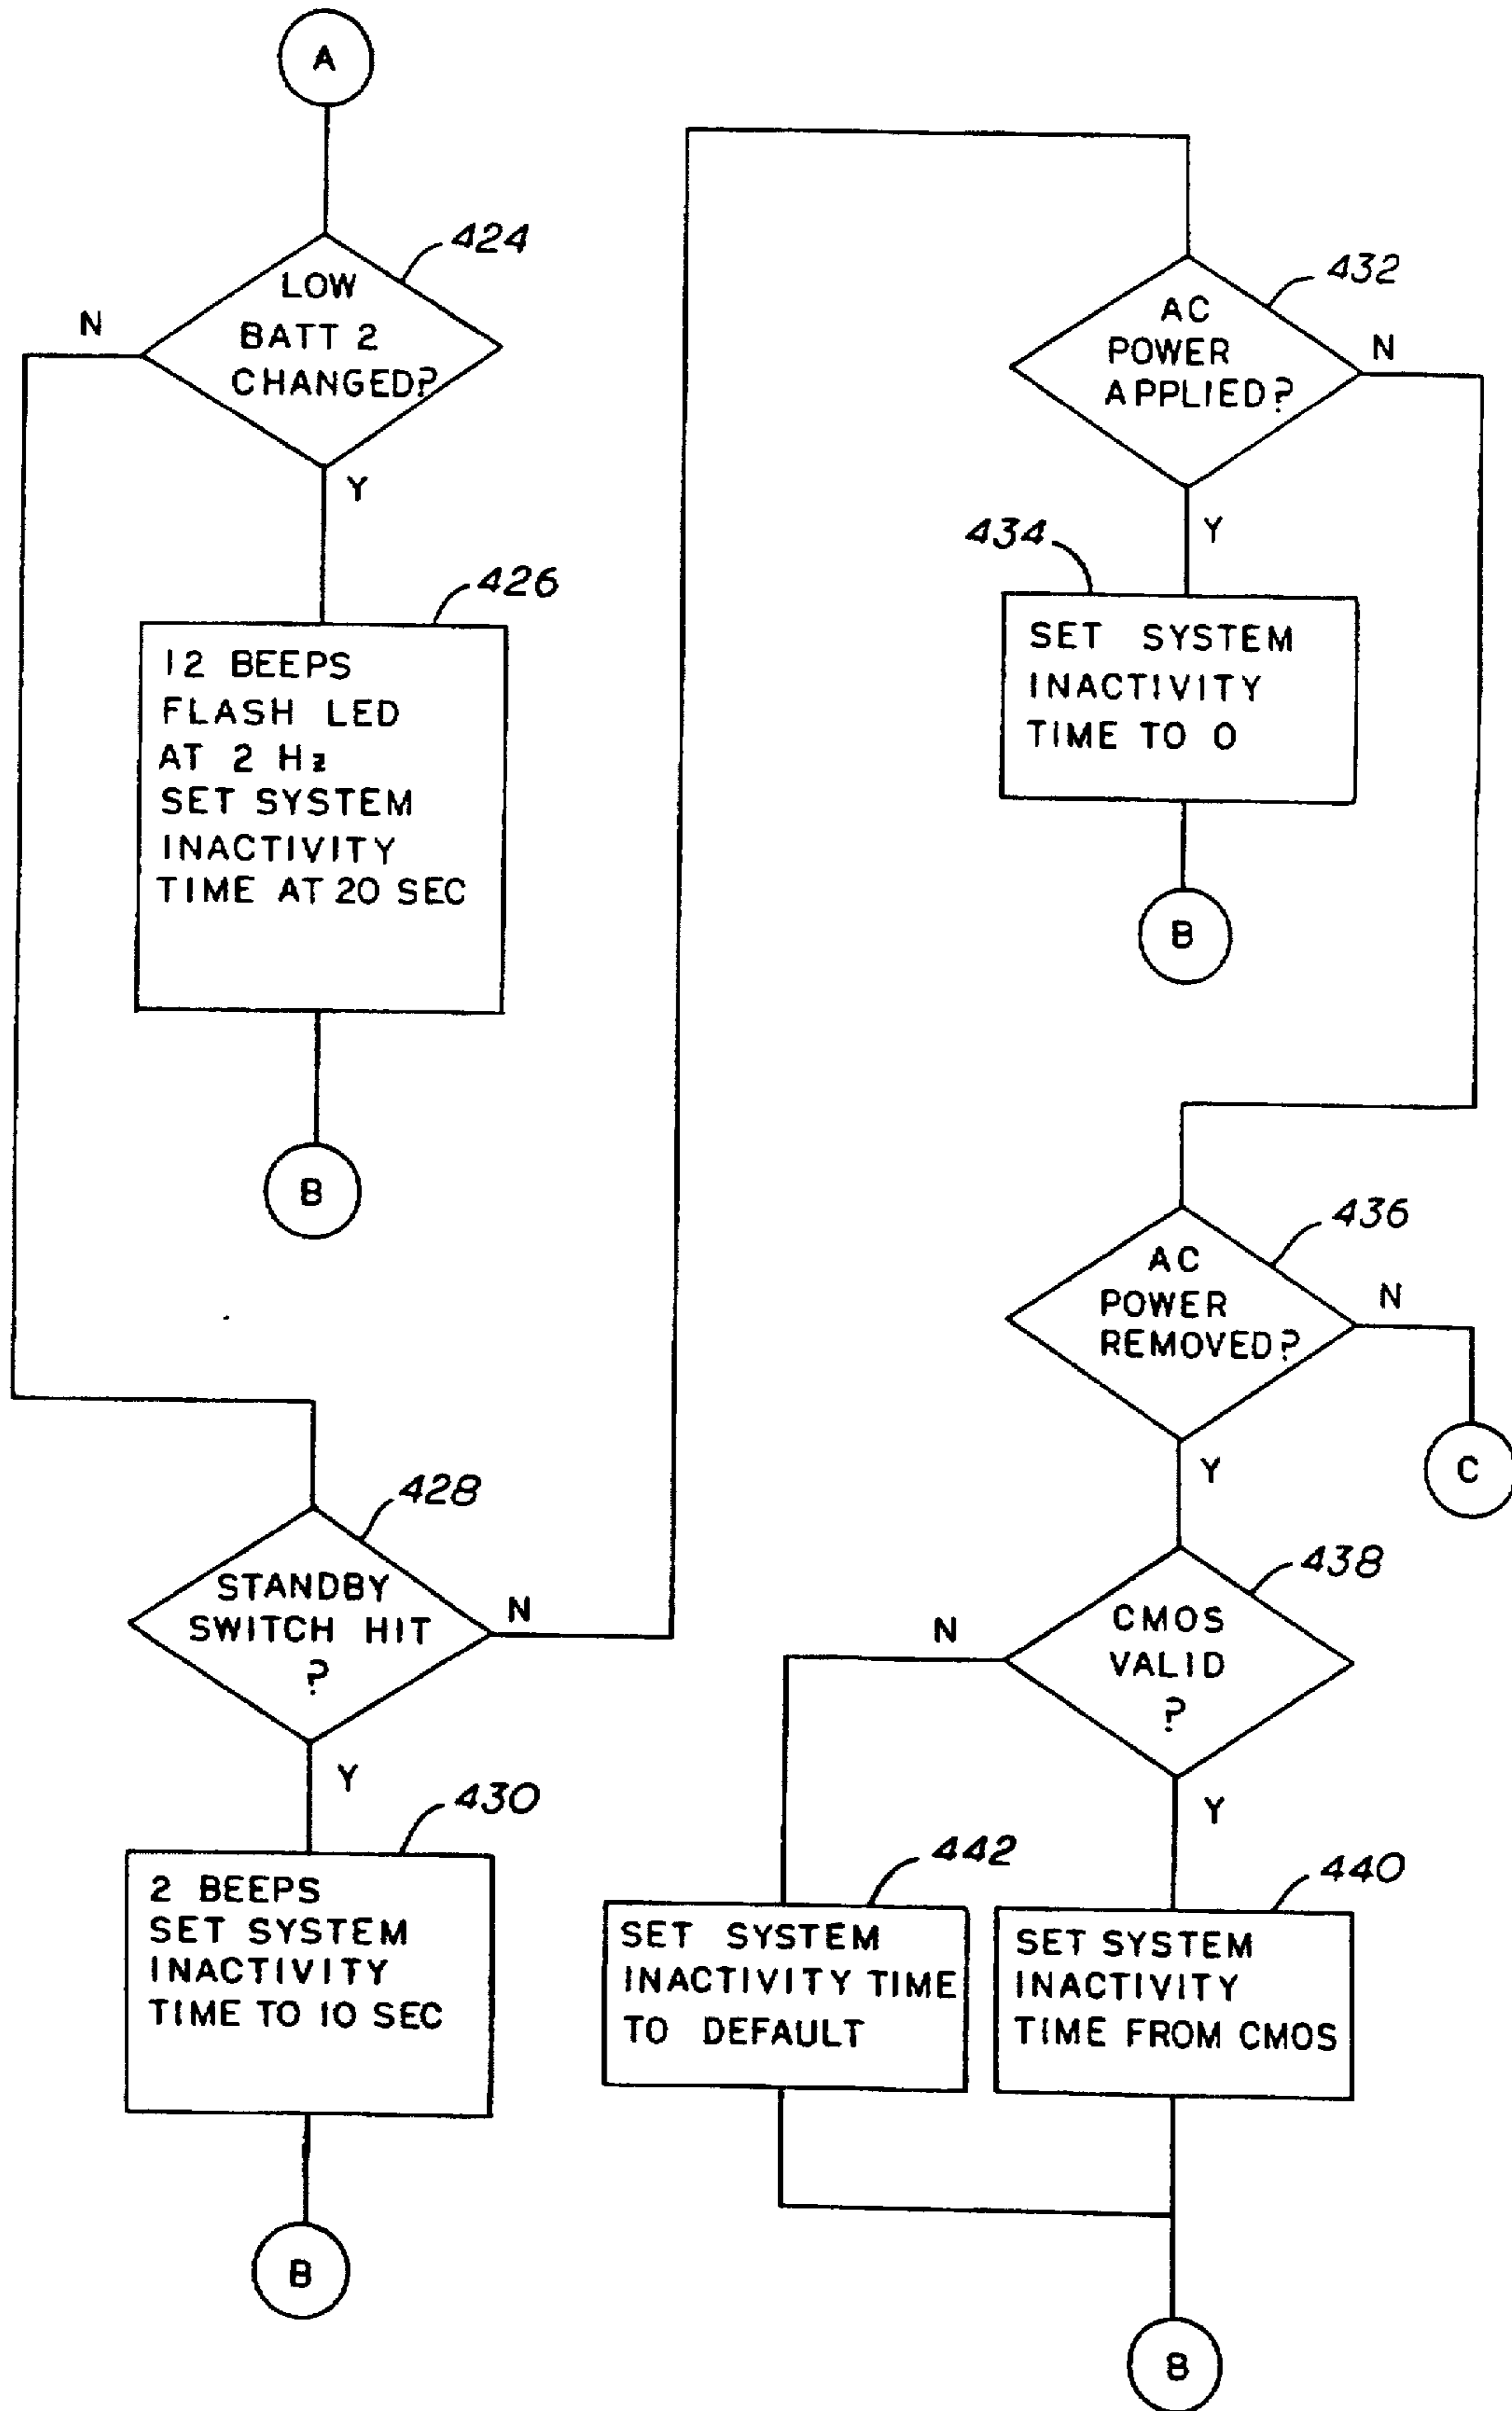 A
424
LOW
BATT 2
CHANGED?
N
Y
426
12 BEEPS
FLASH LED
AT 2 Hz
SET SYSTEM
INACTIVITY
TIME AT 20 SEC
B
428
STANDBY
SWITCH HIT
?
N
Y
430
2 BEEPS
SET SYSTEM
INACTIVITY
TIME TO 10 SEC
B
432
AC
POWER
APPLIED?
N
Y
434
SET SYSTEM
INACTIVITY
TIME TO 0
B
436
AC
POWER
REMOVED?
N
C
Y
438
CMOS
VALID
?
N
Y
442
SET SYSTEM
INACTIVITY TIME
TO DEFAULT
440
SET SYSTEM
INACTIVITY
TIME FROM CMOS
B